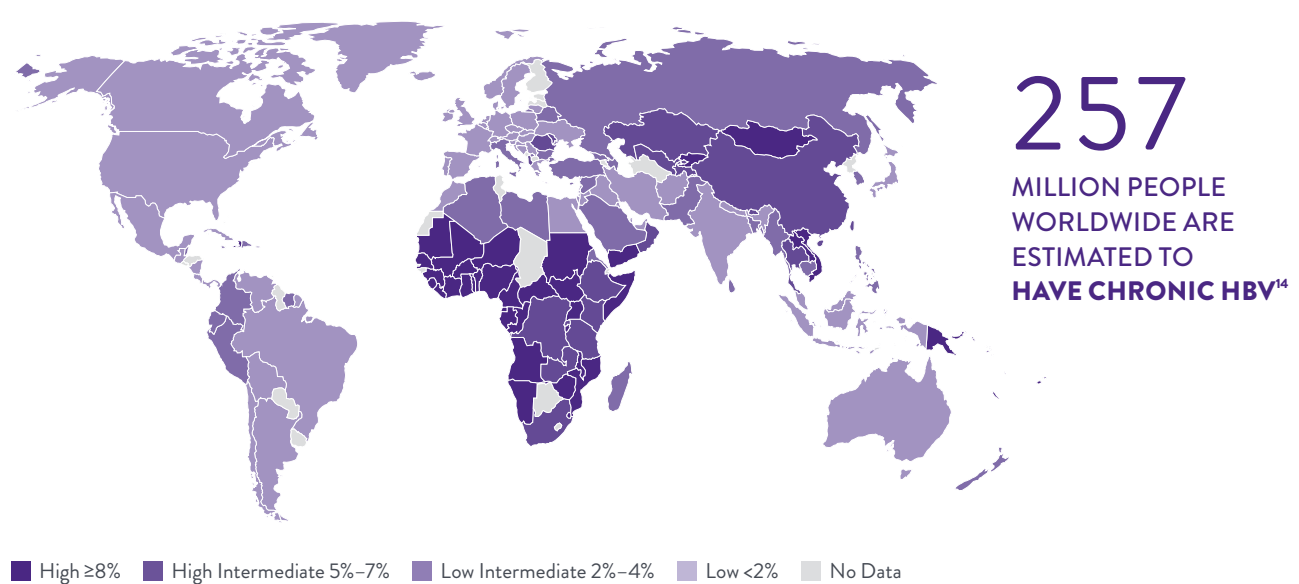 257
MILLION PEOPLE
WORLDWIDE ARE
ESTIMATED TO
HAVE CHRONIC HBV¹⁴
High ≥8% High Intermediate 5%–7% Low Intermediate 2%–4% Low <2% No Data